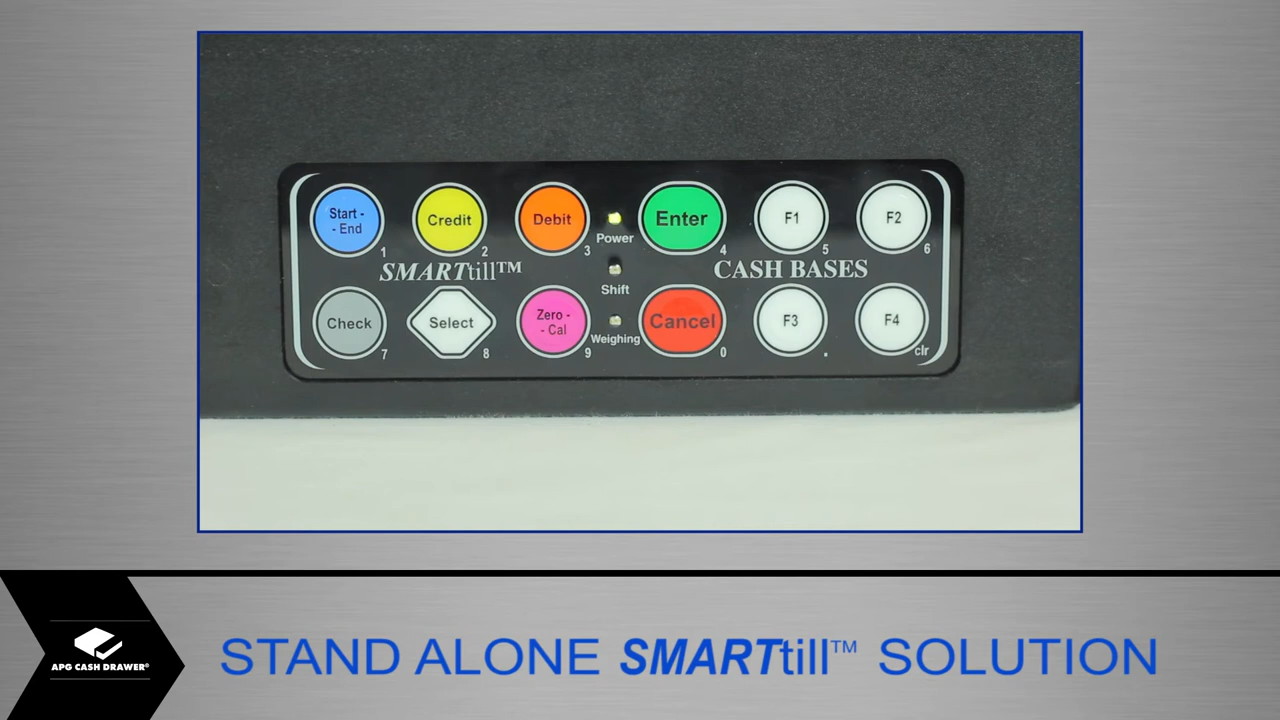 Start -
- End
1
Credit
2
Debit
3
Power
Enter
4
F1
5
F2
6
SMARTtill™
Shift
CASH BASES
Check
7
Select
8
Zero -
- Cal
9
Weighing
Cancel
0
F3
.
F4
clr
APG CASH DRAWER®
STAND ALONE SMARTtill™ SOLUTION